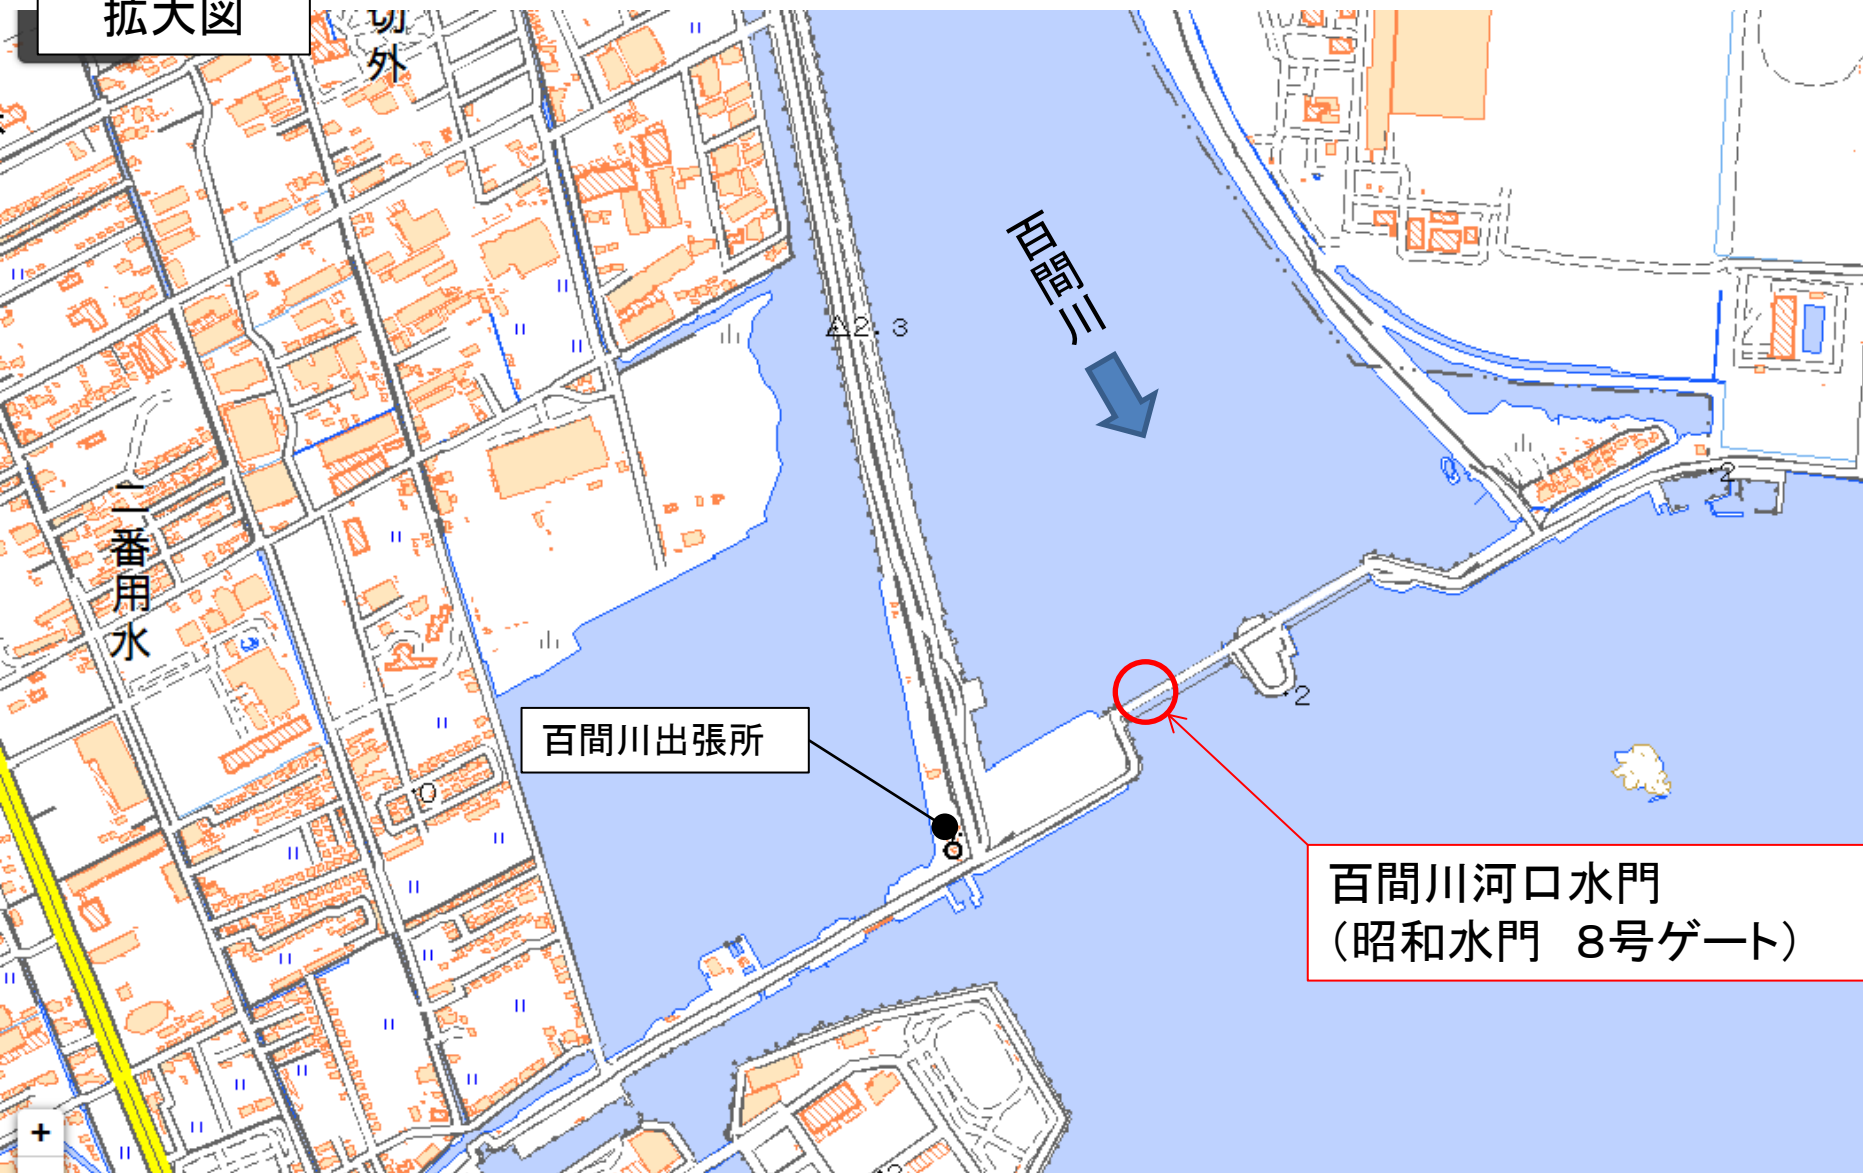 拡大図
切外
百間川
2.3
2
二番用水
2
百間川出張所
0
百間川河口水門
（昭和水門　8号ゲート）
+